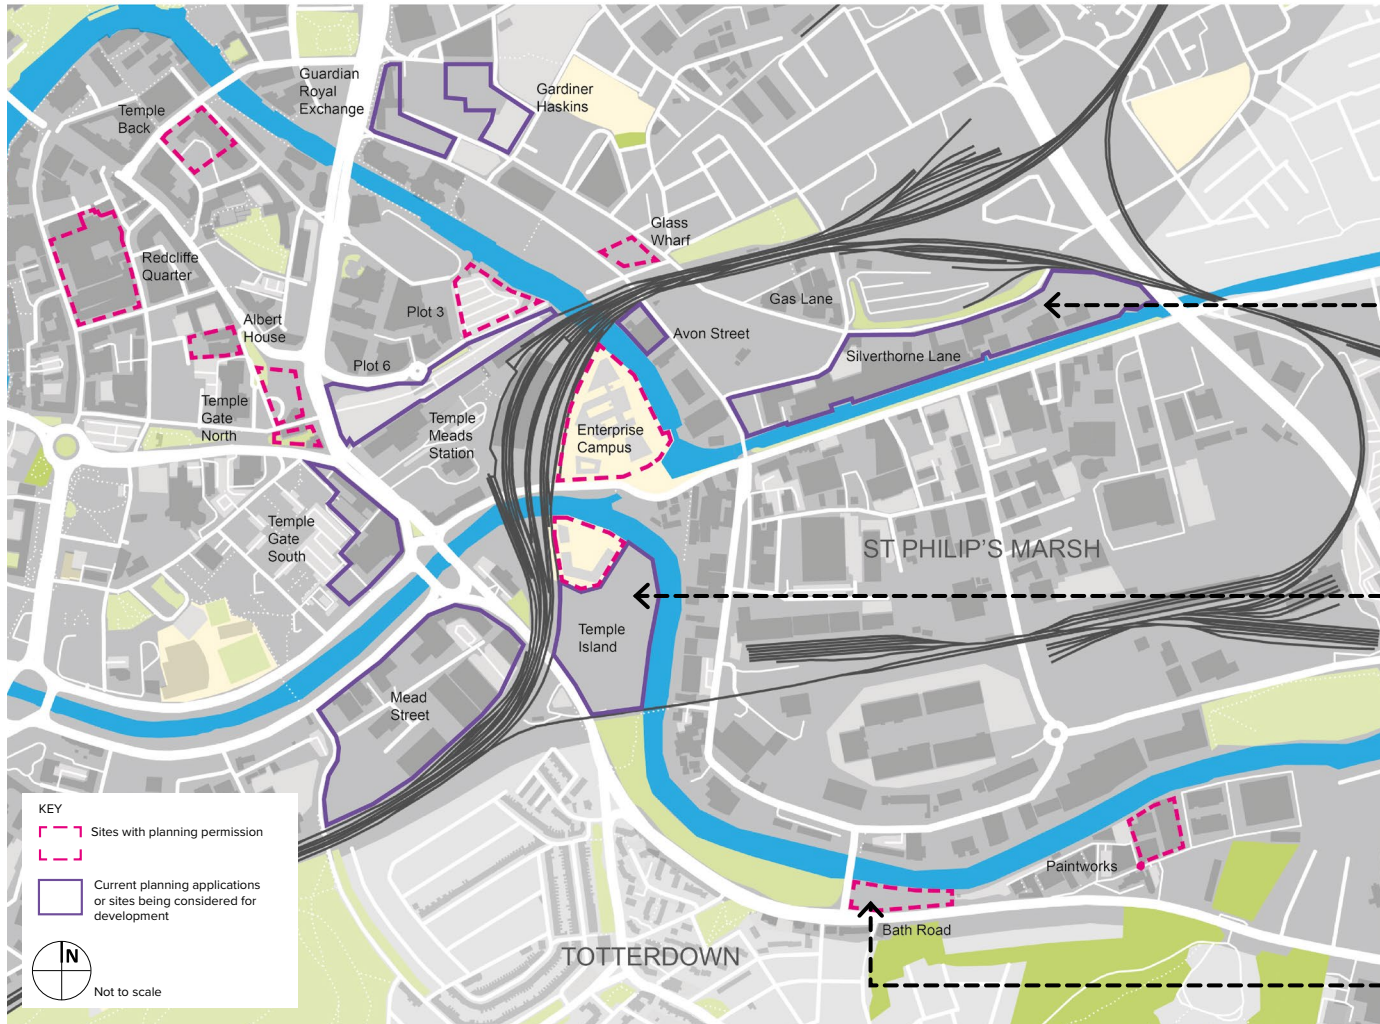 Guardian
Royal
Exchange
Gardiner
Haskins
Temple
Back
Glass
Wharf
Redcliffe
Quarter
Gas Lane
Plot 3
Albert
House
Avon Street
Silverthorne Lane
Plot 6
Temple
Gate
North
Temple
Meads
Station
Enterprise
Campus
Temple
Gate
South
ST PHILIP'S MARSH
Temple
Island
Mead
Street
Paintworks
Bath Road
TOTTERDOWN
KEY
Sites with planning permission
Current planning applications
or sites being considered for
development
N
Not to scale